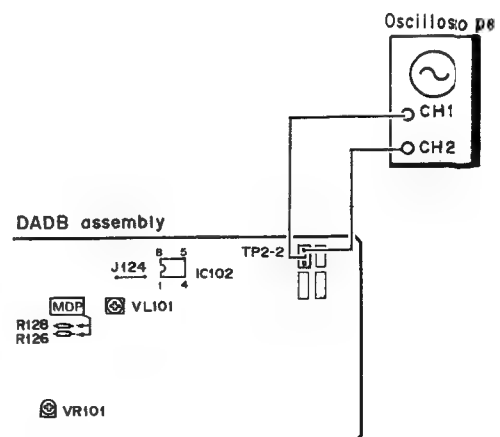 Oscilloso pe
CH1
CH2
DADB assembly
TP2-2
8 5
J124
IC102
1 4
MDP
VL101
R128
R126
VR101